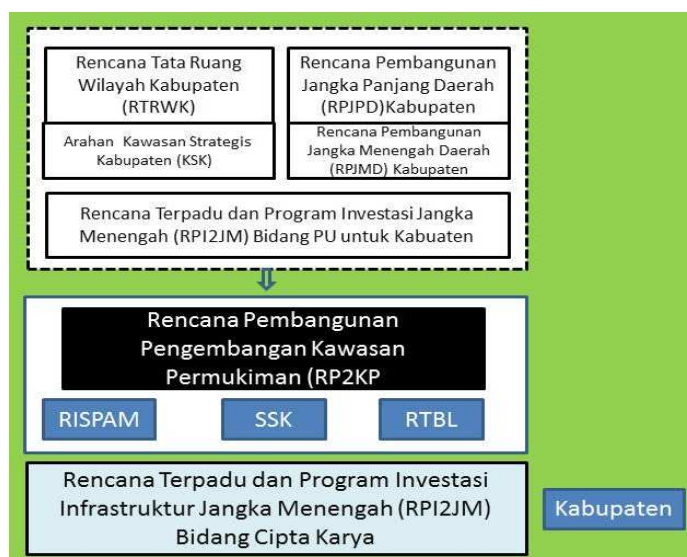 Rencana Tata Ruang
Wilayah Kabupaten
(RTRWK)
Arahan Kawasan Strategis
Kabupaten (KSK)
Rencana Pembangunan
Jangka Panjang Daerah
(RPJPD)Kabupaten
Rencana Pembangunan
Jangka Menengah Daerah
(RPJMD) Kabupaten
Rencana Terpadu dan Program Investasi Jangka
Menengah (RPI2JM) Bidang PU untuk Kabuaten
Rencana Pembangunan
Pengembangan Kawasan
Permukiman (RP2KP
RISPAM
SSK
RTBL
Rencana Terpadu dan Program Investasi
Infrastruktur Jangka Menengah (RPI2JM)
Bidang Cipta Karya
Kabupaten